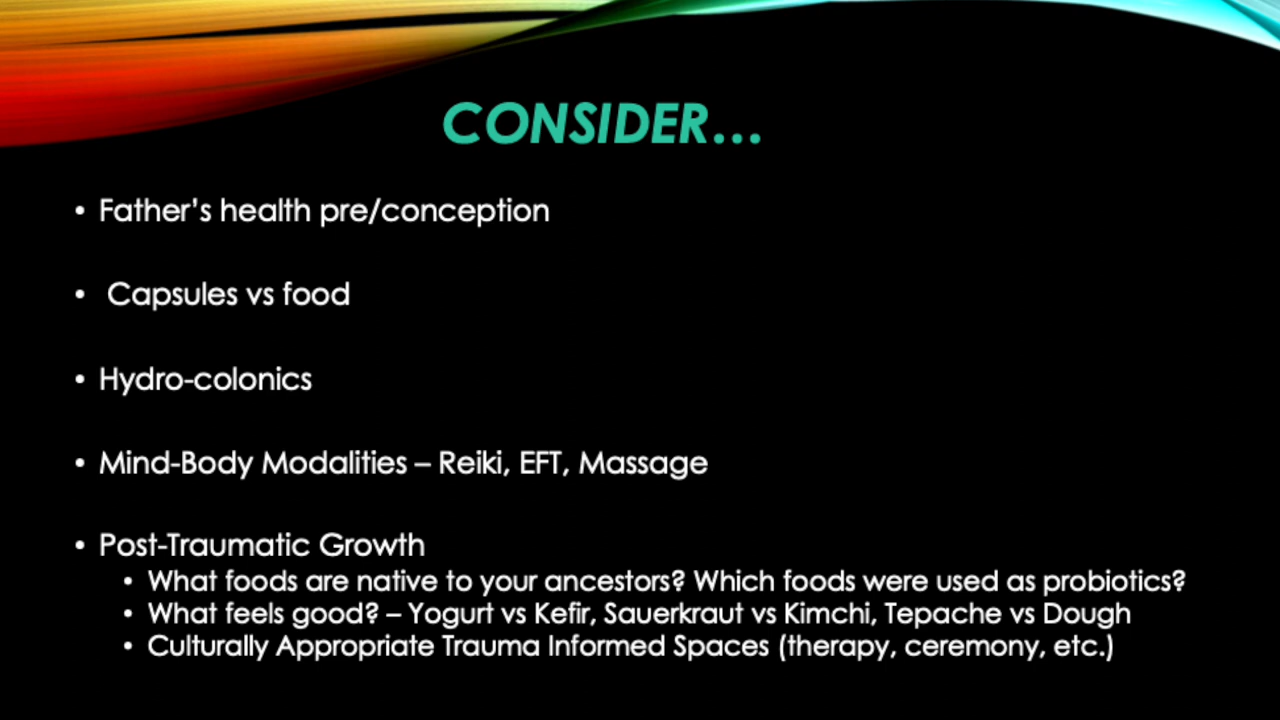 CONSIDER...
• Father's health pre/conception
• Capsules vs food
• Hydro-colonics
• Mind-Body Modalities – Reiki, EFT, Massage
• Post-Traumatic Growth
• What foods are native to your ancestors? Which foods were used as probiotics?
• What feels good? – Yogurt vs Kefir, Sauerkraut vs Kimchi, Tepache vs Dough
• Culturally Appropriate Trauma Informed Spaces (therapy, ceremony, etc.)